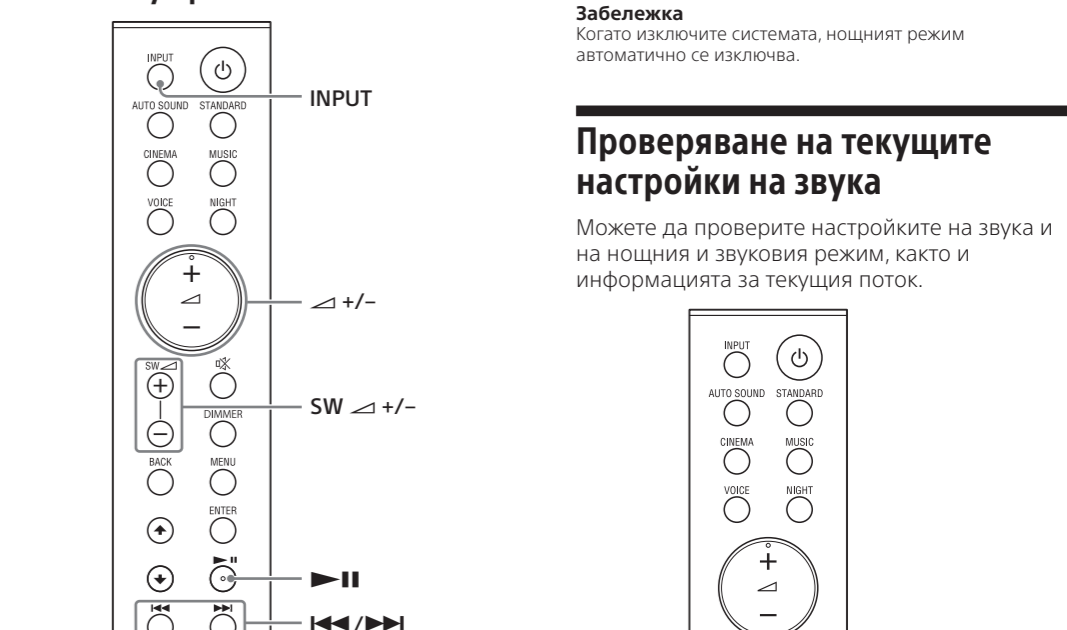 INPUT
AUTO SOUND STANDARD
CINEMA MUSIC
VOICE NIGHT
+
–
SW
+
–
DIMMER
BACK MENU
ENTER
INPUT
+/–
SW +/–
/
Забележка
Когато изключите системата, нощният режим
автоматично се изключва.
Проверяване на текущите
настройки на звука
Можете да проверите настройките на звука и
на нощния и звуковия режим, както и
информацията за текущия поток.
INPUT
AUTO SOUND STANDARD
CINEMA MUSIC
VOICE NIGHT
+
–